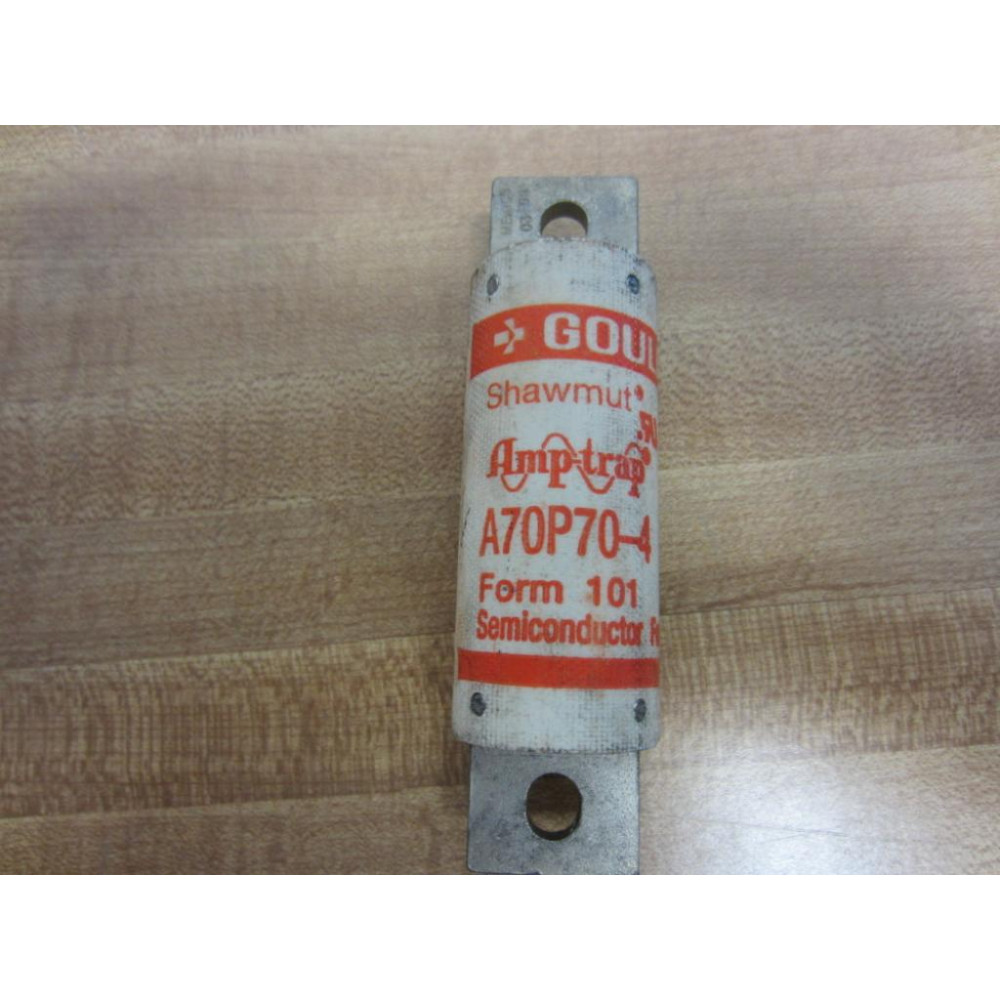 GOUL
Shawmut®
Amp-trap®
A70P70-4
Form 101
Semiconductor